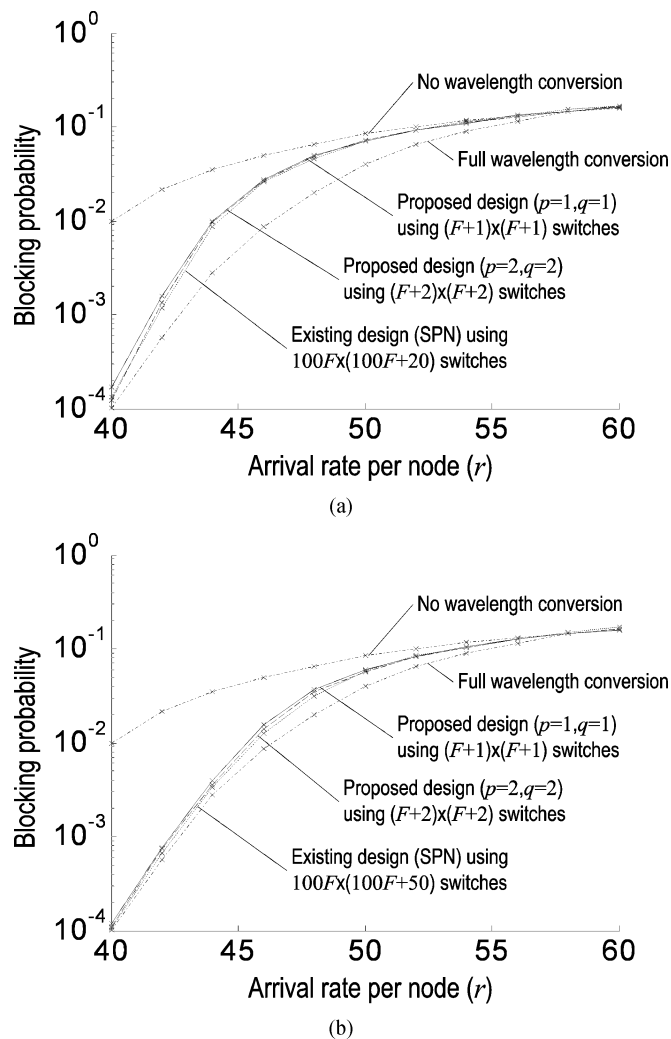 10^0
10^-1
10^-2
10^-3
10^-4
Blocking probability
No wavelength conversion
Full wavelength conversion
Proposed design (p=1,q=1)
using (F+1)x(F+1) switches
Proposed design (p=2,q=2)
using (F+2)x(F+2) switches
Existing design (SPN) using
100Fx(100F+20) switches
40 45 50 55 60
Arrival rate per node (r)
(a)
10^0
10^-1
10^-2
10^-3
10^-4
Blocking probability
No wavelength conversion
Full wavelength conversion
Proposed design (p=1,q=1)
using (F+1)x(F+1) switches
Proposed design (p=2,q=2)
using (F+2)x(F+2) switches
Existing design (SPN) using
100Fx(100F+50) switches
40 45 50 55 60
Arrival rate per node (r)
(b)